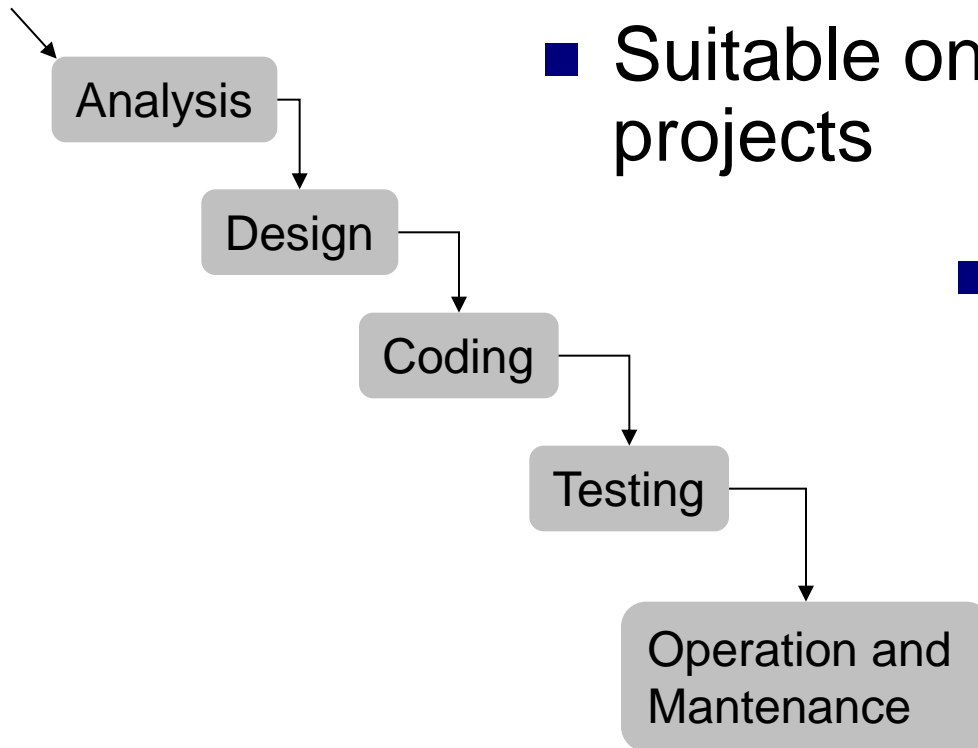 Analysis
Design
Coding
Testing
Operation and
Mantenance
■ Suitable on
projects
■